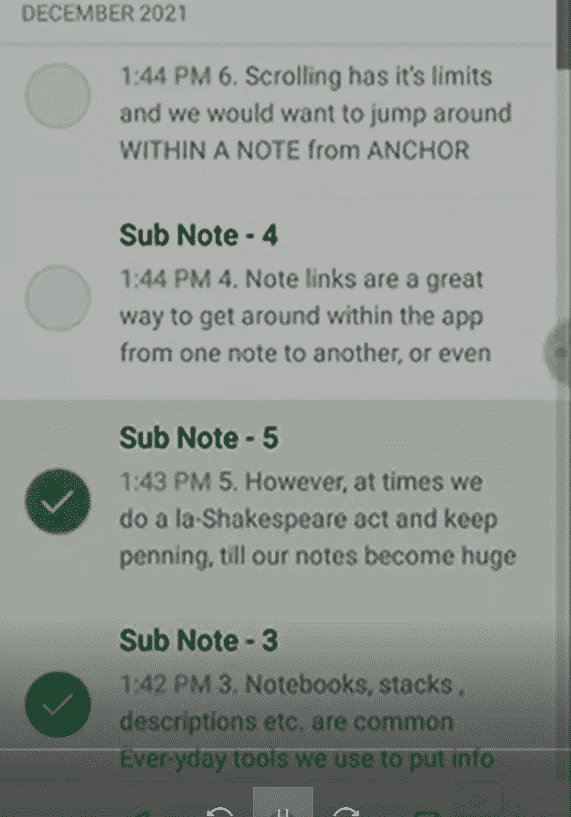 DECEMBER 2021
1:44 PM 6. Scrolling has it's limits
and we would want to jump around
WITHIN A NOTE from ANCHOR
Sub Note - 4
1:44 PM 4. Note links are a great
way to get around within the app
from one note to another, or even
Sub Note - 5
1:43 PM 5. However, at times we
do a la-Shakespeare act and keep
penning, till our notes become huge
Sub Note - 3
1:42 PM 3. Notebooks, stacks ,
descriptions etc. are common
Ever-yday tools we use to put info